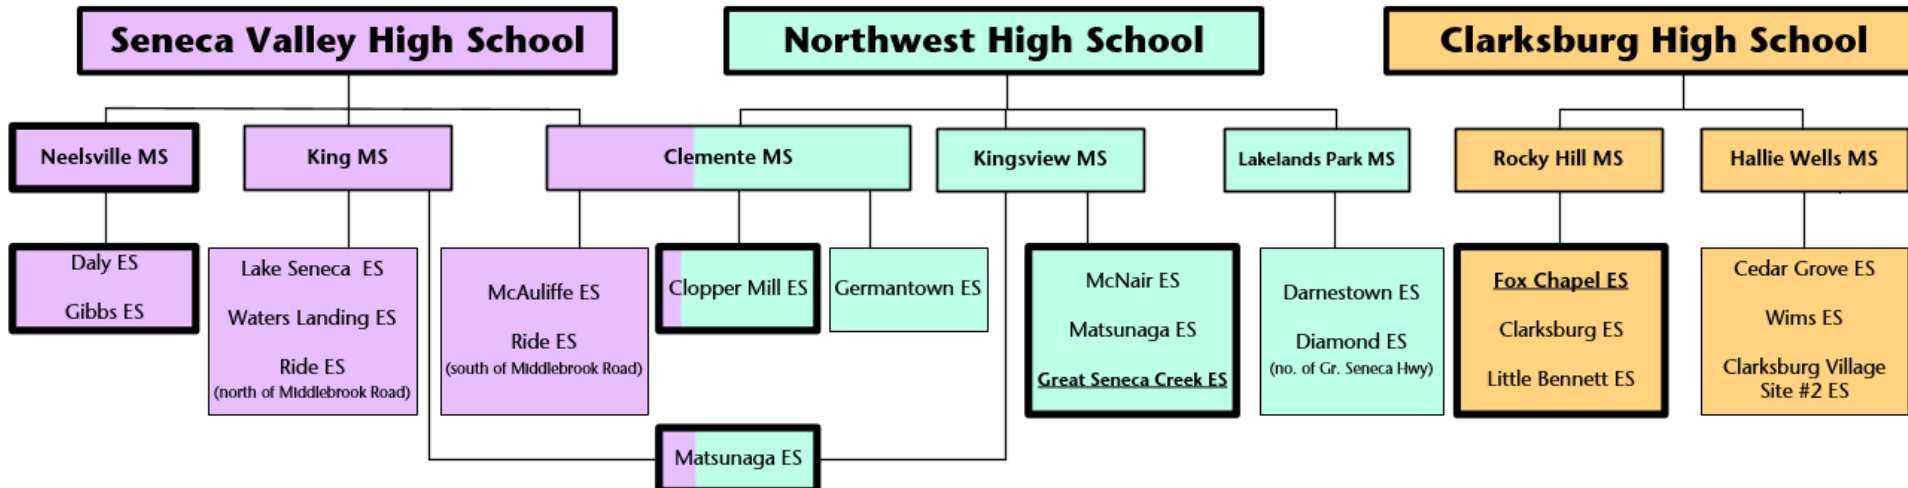 Seneca Valley High School
Northwest High School
Clarksburg High School
Neelsville MS
King MS
Clemente MS
Kingsview MS
Lakelands Park MS
Rocky Hill MS
Hallie Wells MS
Daly ES
Gibbs ES
Lake Seneca ES
Waters Landing ES
Ride ES
(north of Middlebrook Road)
McAuliffe ES
Ride ES
(south of Middlebrook Road)
Clopper Mill ES
Germantown ES
McNair ES
Matsunaga ES
Great Seneca Creek ES
Darnestown ES
Diamond ES
(no. of Gr. Seneca Hwy)
Fox Chapel ES
Clarksburg ES
Little Bennett ES
Cedar Grove ES
Wims ES
Clarksburg Village
Site #2 ES
Matsunaga ES